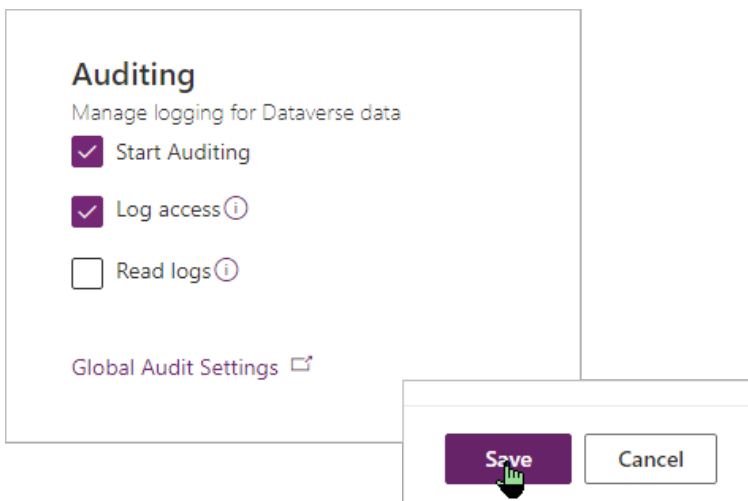 Auditing
Manage logging for Dataverse data
Start Auditing
Log access
Read logs
Global Audit Settings
Save
Cancel